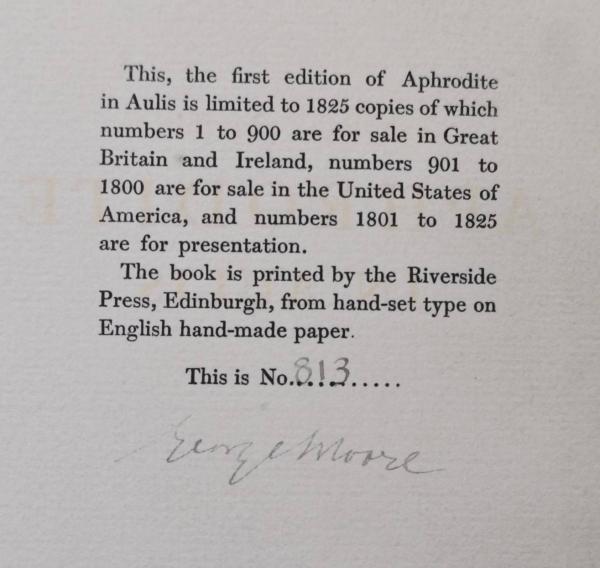 This, the first edition of Aphrodite
in Aulis is limited to 1825 copies of which
numbers 1 to 900 are for sale in Great
Britain and Ireland, numbers 901 to
1800 are for sale in the United States of
America, and numbers 1801 to 1825
are for presentation.
The book is printed by the Riverside
Press, Edinburgh, from hand-set type on
English hand-made paper.
This is No...813.......
George Moore